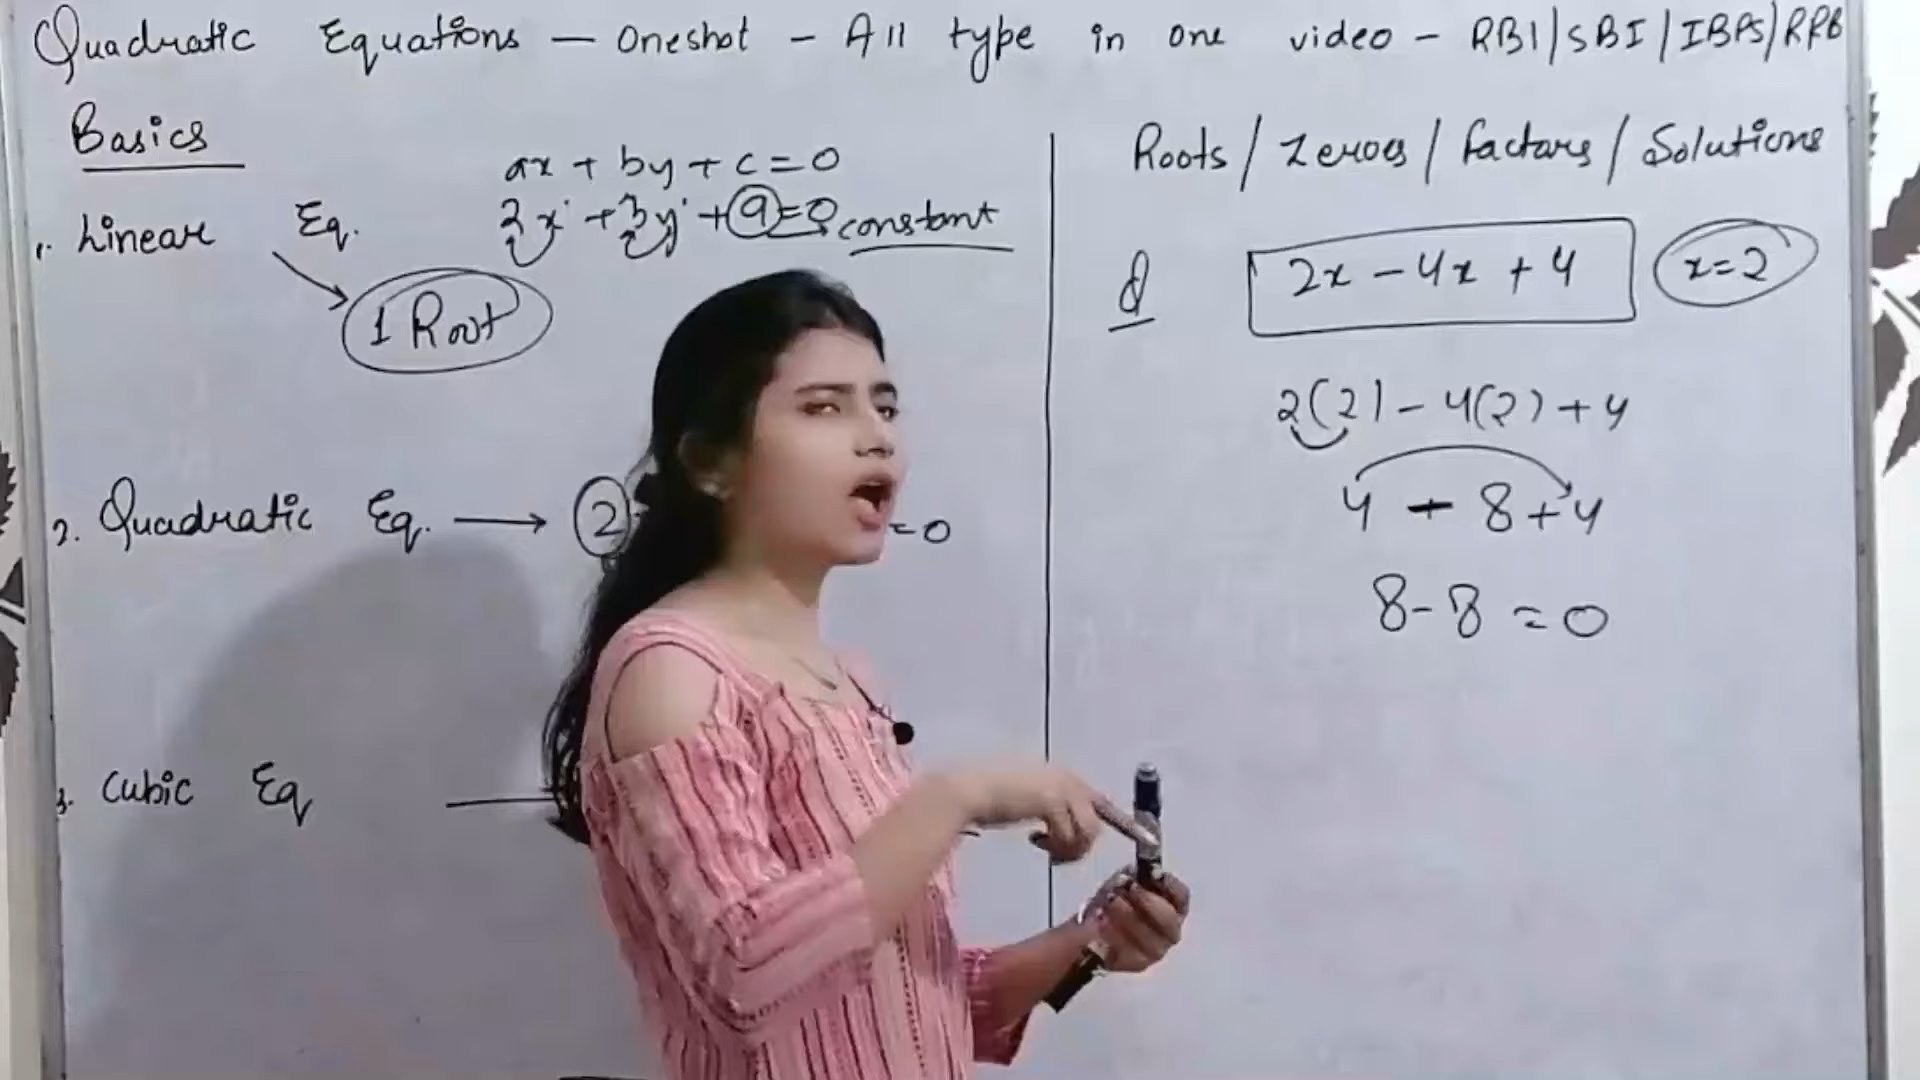 Quadratic Equations — Oneshot - All type in one video - RBI/SBI/IBPS/RRB
Basics
ax + by + c = 0
1. Linear Eq.
2x + 3y + 9 = 0 constant
1 Root
2. Quadratic Eq. → 2 = 0
3. Cubic Eq
Roots / Zeroes / Factors / Solutions
Q 2x - 4x + 4 x=2
2(2) - 4(2) + 4
4 - 8 + 4
8 - 8 = 0